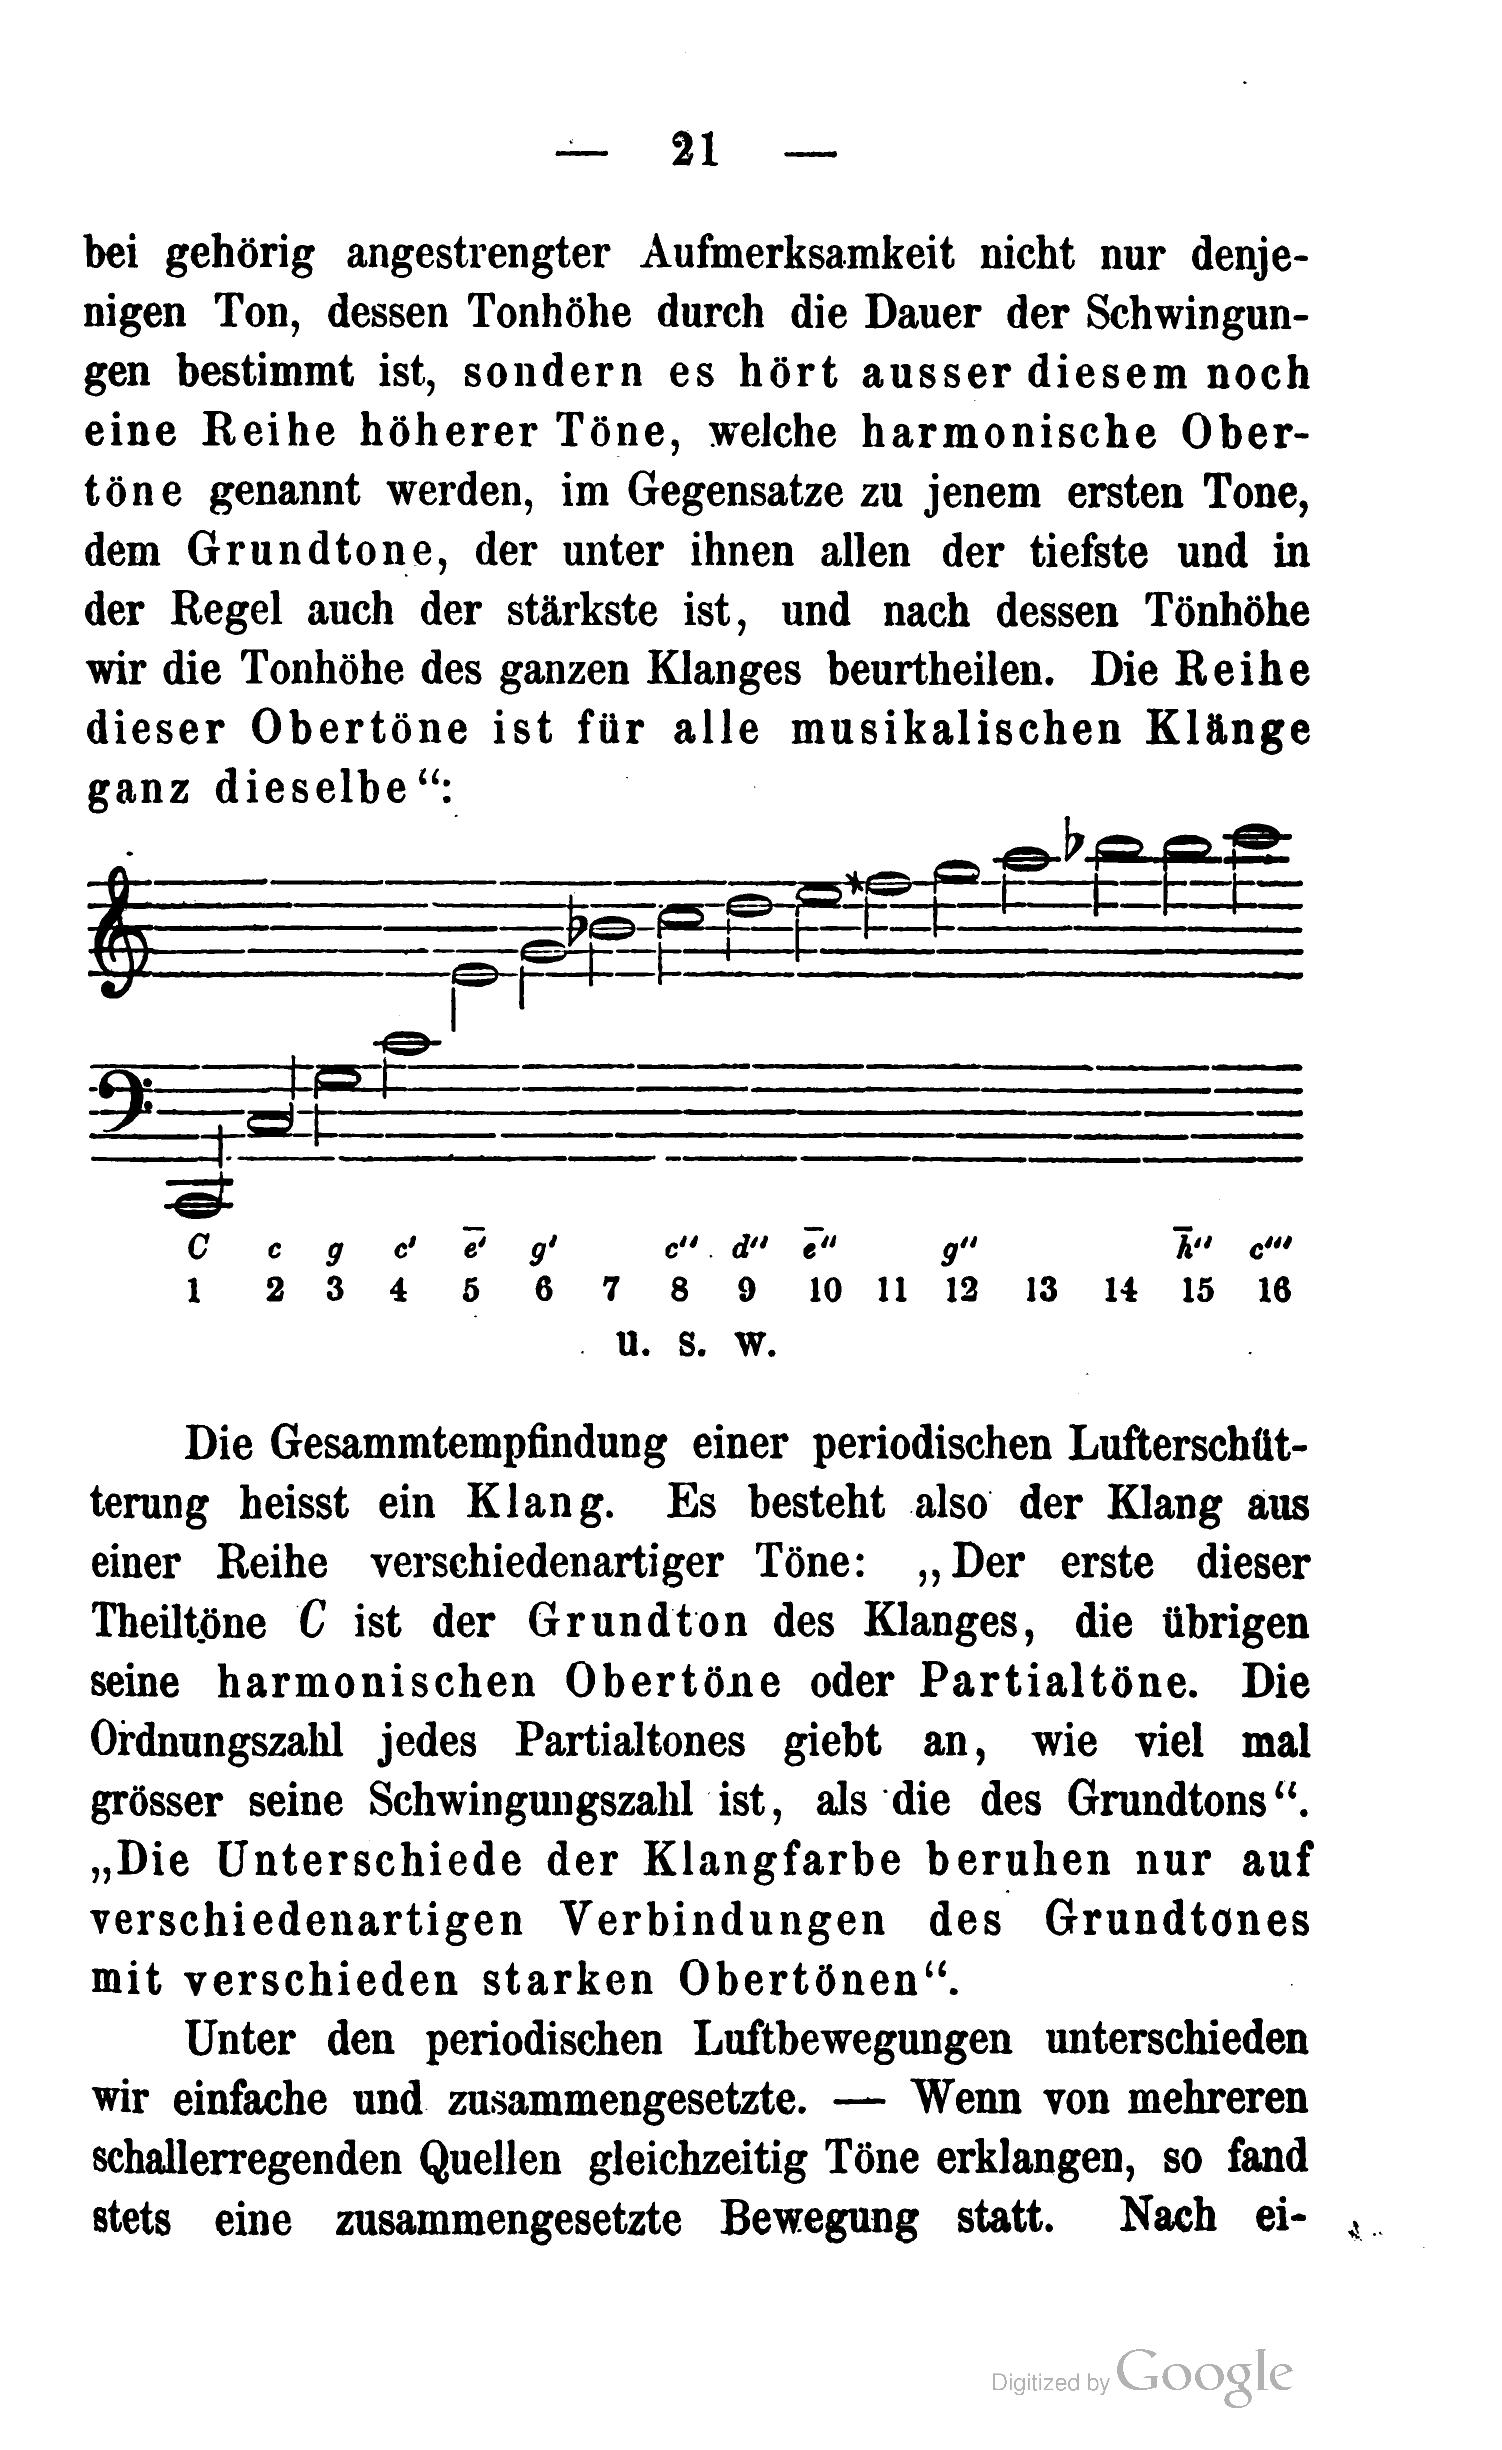 — 21 —
bei gehörig angestrengter Aufmerksamkeit nicht nur denje-
nigen Ton, dessen Tonhöhe durch die Dauer der Schwingun-
gen bestimmt ist, sondern es hört ausser diesem noch
eine Reihe höherer Töne, welche harmonische Ober-
töne genannt werden, im Gegensatze zu jenem ersten Tone,
dem Grundtone, der unter ihnen allen der tiefste und in
der Regel auch der stärkste ist, und nach dessen Tönhöhe
wir die Tonhöhe des ganzen Klanges beurtheilen. Die Reihe
dieser Obertöne ist für alle musikalischen Klänge
ganz dieselbe“:
C c g c′ e̅′ g′ c″ d″ e̅″ g″ h̅″ c‴
1 2 3 4 5 6 7 8 9 10 11 12 13 14 15 16
u. s. w.
Die Gesammtempfindung einer periodischen Lufterschüt-
terung heisst ein Klang. Es besteht also der Klang aus
einer Reihe verschiedenartiger Töne: „Der erste dieser
Theiltöne C ist der Grundton des Klanges, die übrigen
seine harmonischen Obertöne oder Partialtöne. Die
Ordnungszahl jedes Partialtones giebt an, wie viel mal
grösser seine Schwingungszahl ist, als die des Grundtons“.
„Die Unterschiede der Klangfarbe beruhen nur auf
verschiedenartigen Verbindungen des Grundtones
mit verschieden starken Obertönen“.
Unter den periodischen Luftbewegungen unterschieden
wir einfache und zusammengesetzte. — Wenn von mehreren
schallerregenden Quellen gleichzeitig Töne erklangen, so fand
stets eine zusammengesetzte Bewegung statt. Nach ei-
Digitized by Google